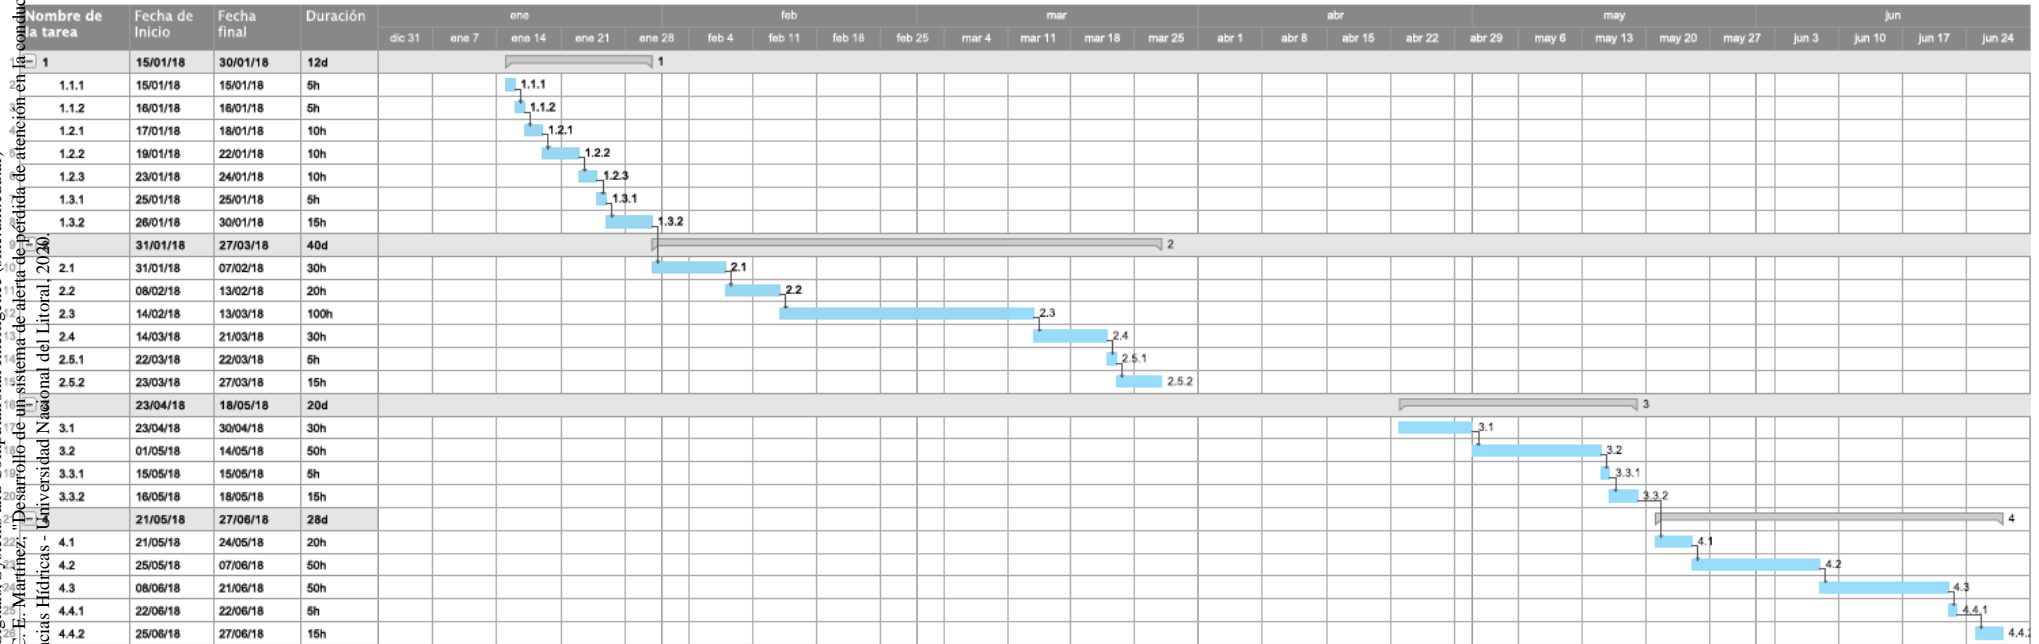 Nombre de la tarea Fecha de Inicio Fecha final Duración ene feb mar abr may jun
dic 31 ene 7 ene 14 ene 21 ene 28 feb 4 feb 11 feb 18 feb 25 mar 4 mar 11 mar 18 mar 25 abr 1 abr 8 abr 15 abr 22 abr 29 may 6 may 13 may 20 may 27 jun 3 jun 10 jun 17 jun 24
1 15/01/18 30/01/18 12d 1
1.1.1 15/01/18 15/01/18 5h 1.1.1
1.1.2 16/01/18 16/01/18 5h 1.1.2
1.2.1 17/01/18 18/01/18 10h 1.2.1
1.2.2 19/01/18 22/01/18 10h 1.2.2
1.2.3 23/01/18 24/01/18 10h 1.2.3
1.3.1 25/01/18 25/01/18 5h 1.3.1
1.3.2 26/01/18 30/01/18 15h 1.3.2
31/01/18 27/03/18 40d 2
2.1 31/01/18 07/02/18 30h 2.1
2.2 08/02/18 13/02/18 20h 2.2
2.3 14/02/18 13/03/18 100h 2.3
2.4 14/03/18 21/03/18 30h 2.4
2.5.1 22/03/18 22/03/18 5h 2.5.1
2.5.2 23/03/18 27/03/18 15h 2.5.2
23/04/18 18/05/18 20d 3
3.1 23/04/18 30/04/18 30h 3.1
3.2 01/05/18 14/05/18 50h 3.2
3.3.1 15/05/18 15/05/18 5h 3.3.1
3.3.2 16/05/18 18/05/18 15h 3.3.2
21/05/18 27/06/18 28d 4
4.1 21/05/18 24/05/18 20h 4.1
4.2 25/05/18 07/06/18 50h 4.2
4.3 08/06/18 21/06/18 50h 4.3
4.4.1 22/06/18 22/06/18 5h 4.4.1
4.4.2 25/06/18 27/06/18 15h
E. Martínez; "Desarrollo de un sistema de alerta de pérdida de atención en la
Hídricas - Universidad Nacional del Litoral, 2020.